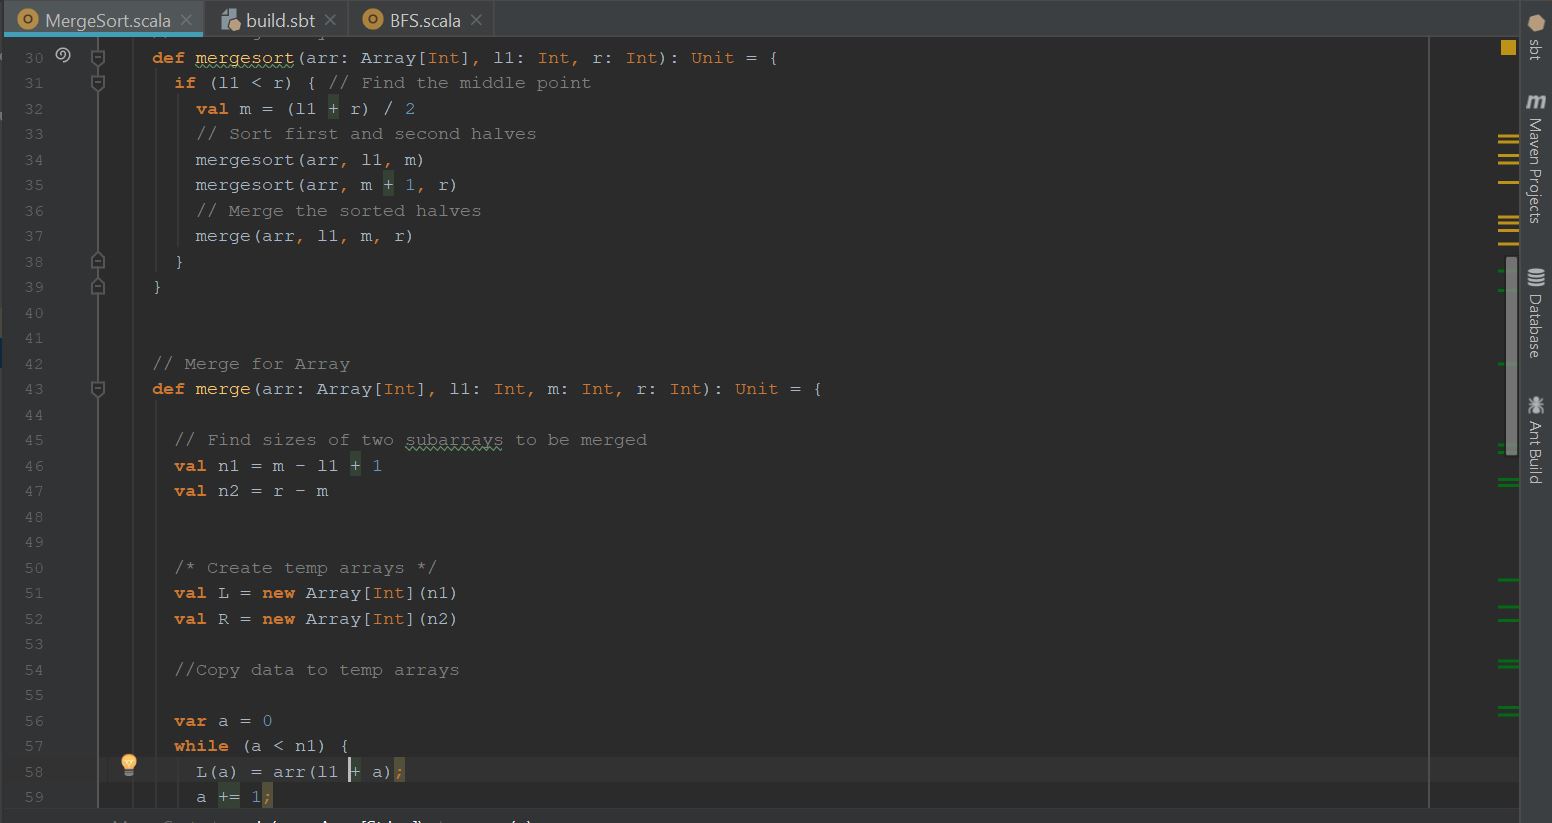 MergeSort.scala build.sbt BFS.scala
30 def mergesort(arr: Array[Int], l1: Int, r: Int): Unit = {
31 if (l1 < r) { // Find the middle point
32 val m = (l1 + r) / 2
33 // Sort first and second halves
34 mergesort(arr, l1, m)
35 mergesort(arr, m + 1, r)
36 // Merge the sorted halves
37 merge(arr, l1, m, r)
38 }
39 }
40
41
42 // Merge for Array
43 def merge(arr: Array[Int], l1: Int, m: Int, r: Int): Unit = {
44
45 // Find sizes of two subarrays to be merged
46 val n1 = m - l1 + 1
47 val n2 = r - m
48
49
50 /* Create temp arrays */
51 val L = new Array[Int](n1)
52 val R = new Array[Int](n2)
53
54 //Copy data to temp arrays
55
56 var a = 0
57 while (a < n1) {
58 L(a) = arr(l1 + a);
59 a += 1;
sbt
Maven Projects
Database
Ant Build